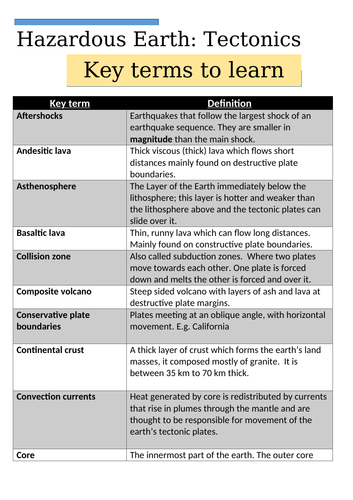 Hazardous Earth: Tectonics
Key terms to learn
Key term Definition
Aftershocks Earthquakes that follow the largest shock of an
earthquake sequence. They are smaller in
magnitude than the main shock.
Andesitic lava Thick viscous (thick) lava which flows short
distances mainly found on destructive plate
boundaries.
Asthenosphere The Layer of the Earth immediately below the
lithosphere; this layer is hotter and weaker than
the lithosphere above and the tectonic plates can
slide over it.
Basaltic lava Thin, runny lava which can flow long distances.
Mainly found on constructive plate boundaries.
Collision zone Also called subduction zones. Where two plates
move towards each other. One plate is forced
down and melts the other is forced and over it.
Composite volcano Steep sided volcano with layers of ash and lava at
destructive plate margins.
Conservative plate Plates meeting at an oblique angle, with horizontal
boundaries movement. E.g. California
Continental crust A thick layer of crust which forms the earth's land
masses, it composed mostly of granite. It is
between 35 km to 70 km thick.
Convection currents Heat generated by core is redistributed by currents
that rise in plumes through the mantle and are
thought to be responsible for movement of the
earth's tectonic plates.
Core The innermost part of the earth. The outer core